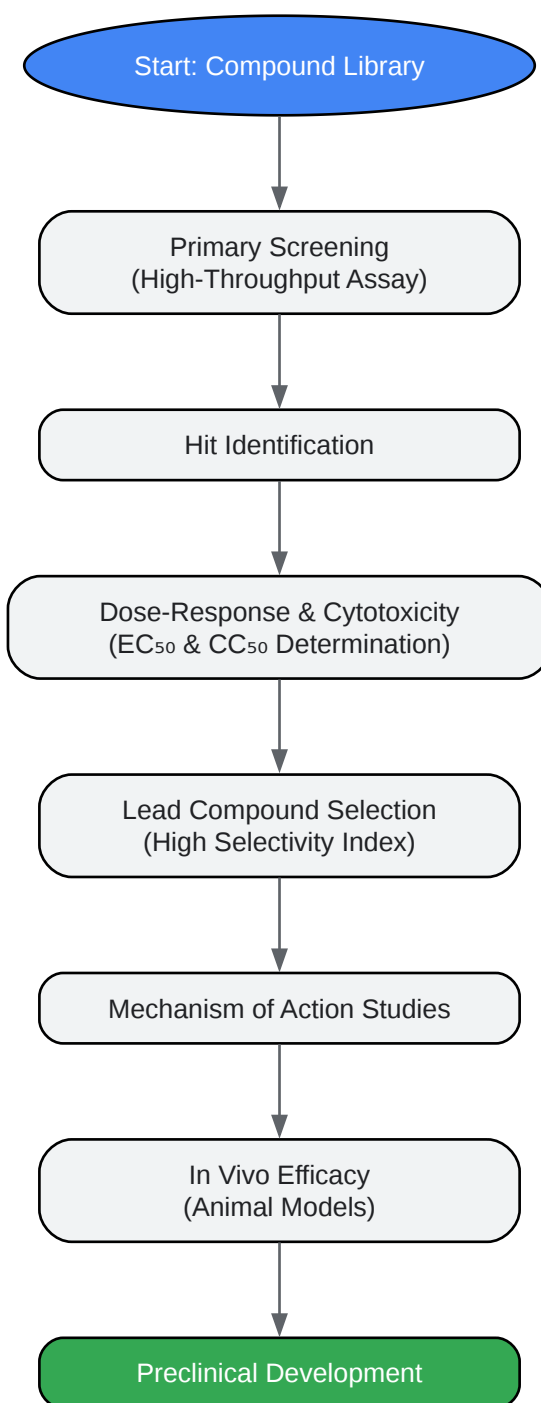 Start: Compound Library
Primary Screening
(High-Throughput Assay)
Hit Identification
Dose-Response & Cytotoxicity
(EC₅₀ & CC₅₀ Determination)
Lead Compound Selection
(High Selectivity Index)
Mechanism of Action Studies
In Vivo Efficacy
(Animal Models)
Preclinical Development